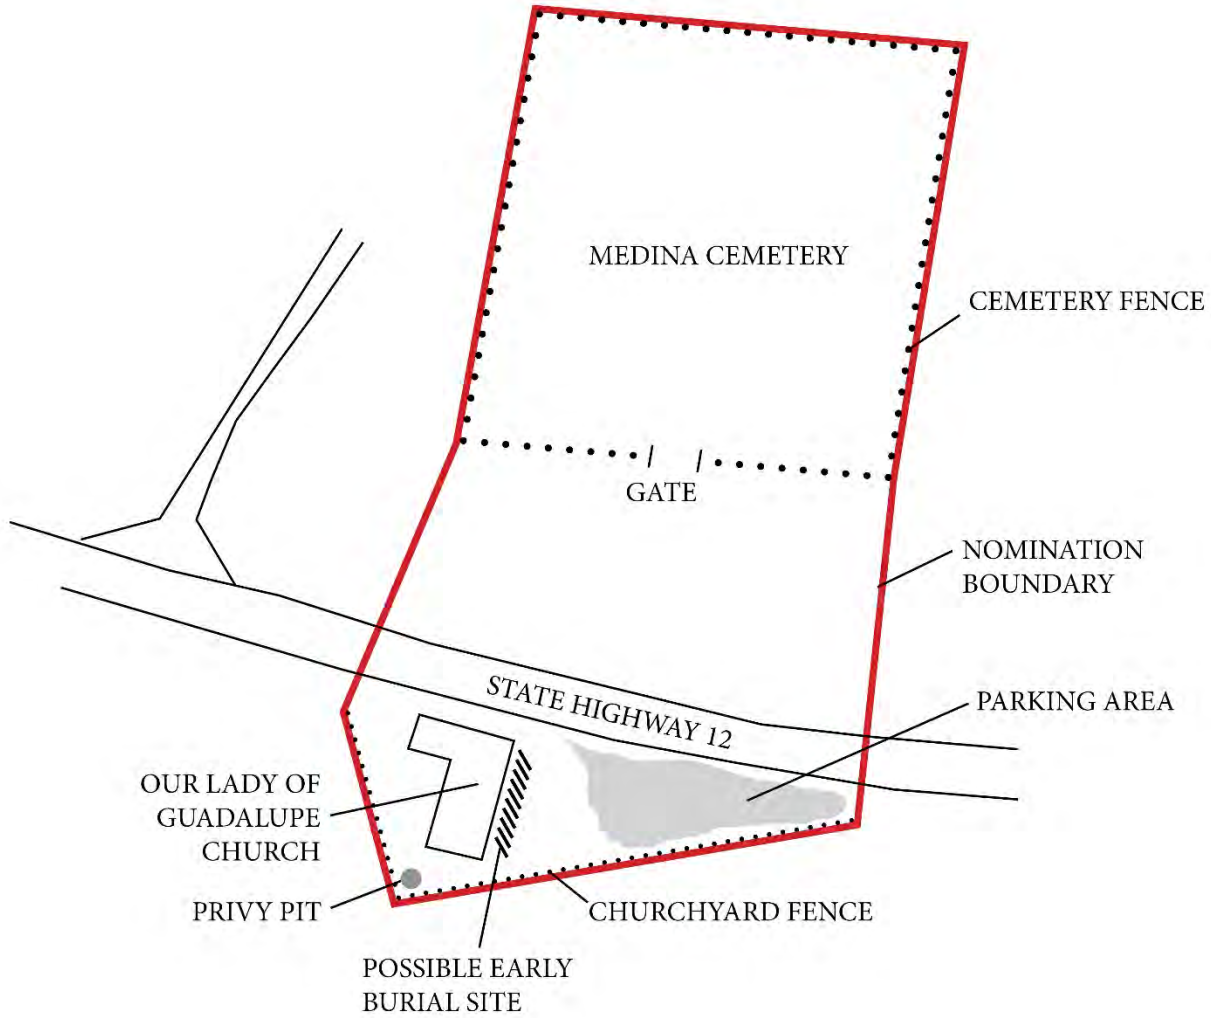 MEDINA CEMETERY
CEMETERY FENCE
GATE
NOMINATION
BOUNDARY
STATE HIGHWAY 12
PARKING AREA
OUR LADY OF
GUADALUPE
CHURCH
PRIVY PIT
CHURCHYARD FENCE
POSSIBLE EARLY
BURIAL SITE